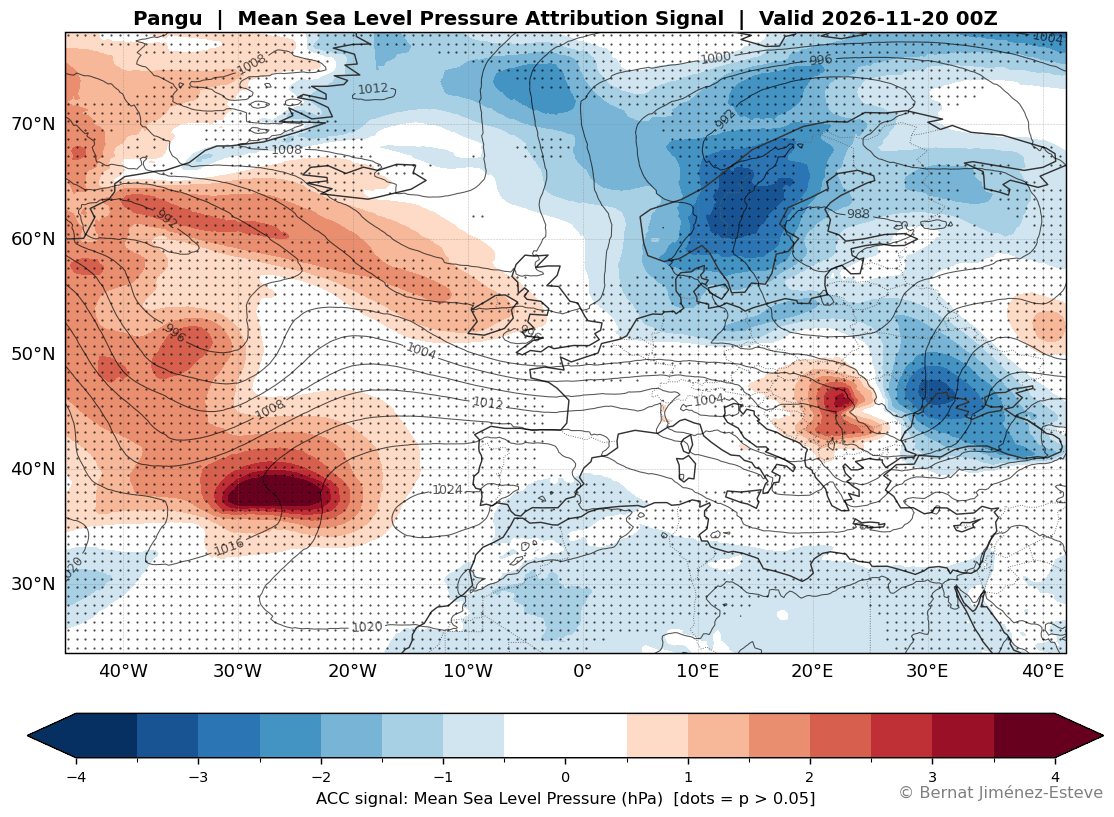 Pangu | Mean Sea Level Pressure Attribution Signal | Valid 2026-11-20 00Z
1004
1008
1000
996
1012
992
70°N
1008
992
988
60°N
996
996
1004
50°N
1008
1012
1004
40°N
1024
1016
1020
30°N
1020
40°W 30°W 20°W 10°W 0° 10°E 20°E 30°E 40°E
−4 −3 −2 −1 0 1 2 3 4
ACC signal: Mean Sea Level Pressure (hPa) [dots = p > 0.05]
© Bernat Jiménez-Esteve